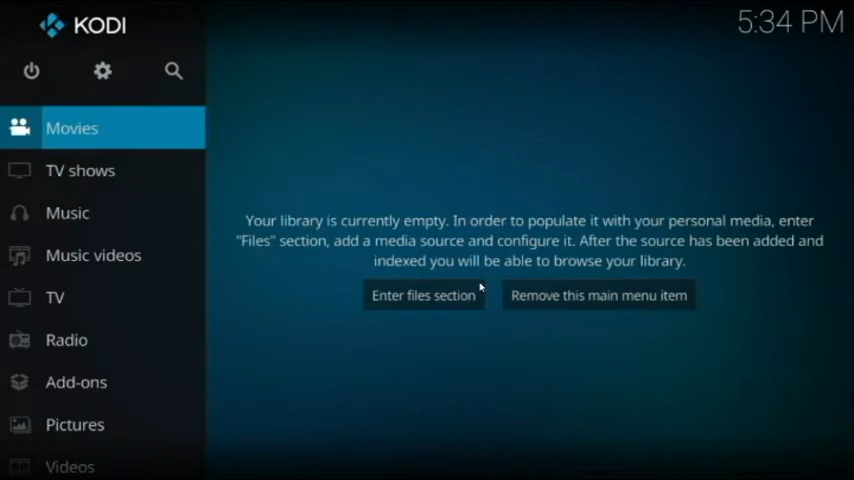 KODI
5:34 PM
Movies
TV shows
Music
Music videos
TV
Radio
Add-ons
Pictures
Videos
Your library is currently empty. In order to populate it with your personal media, enter
"Files" section, add a media source and configure it. After the source has been added and
indexed you will be able to browse your library.
Enter files section
Remove this main menu item